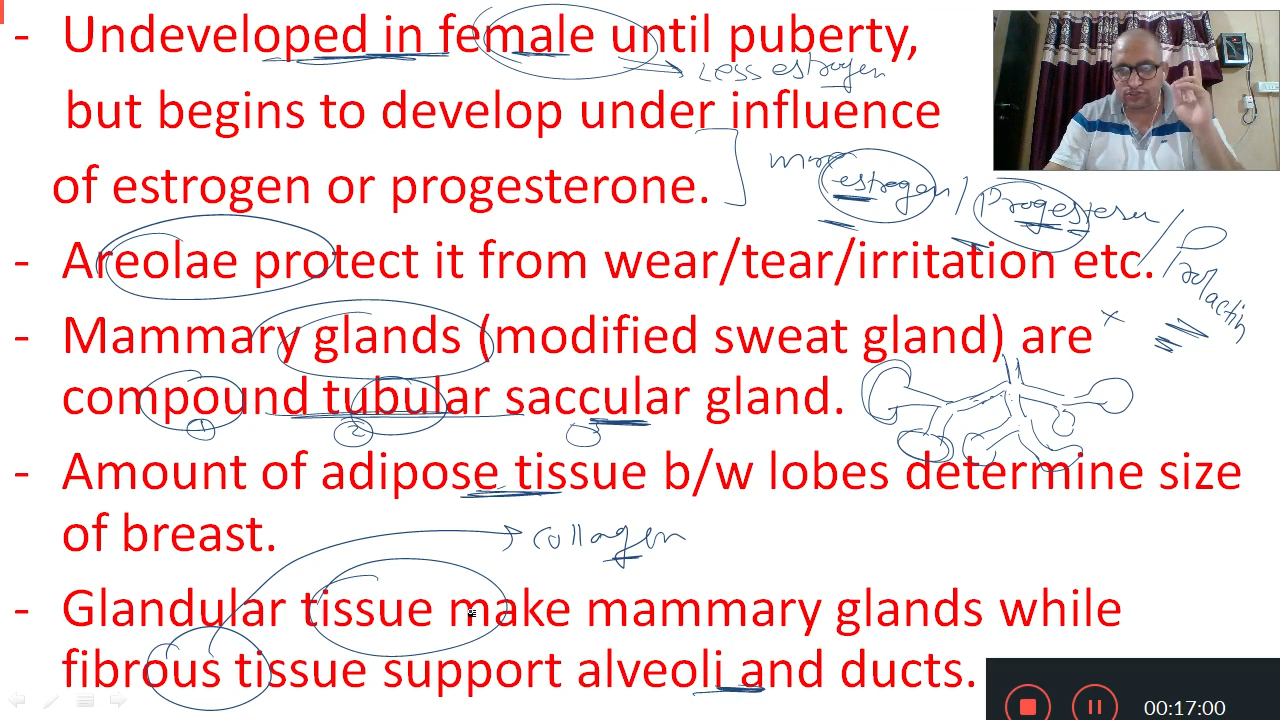 - Undeveloped in female until puberty,
Less estrogen
but begins to develop under influence
of estrogen or progesterone.
more estrogen / Progesteron / Prolactin
- Areolae protect it from wear/tear/irritation etc.
- Mammary glands (modified sweat gland) are
compound tubular saccular gland.
1 2
- Amount of adipose tissue b/w lobes determine size
of breast.
collagen
- Glandular tissue make mammary glands while
fibrous tissue support alveoli and ducts.
00:17:00